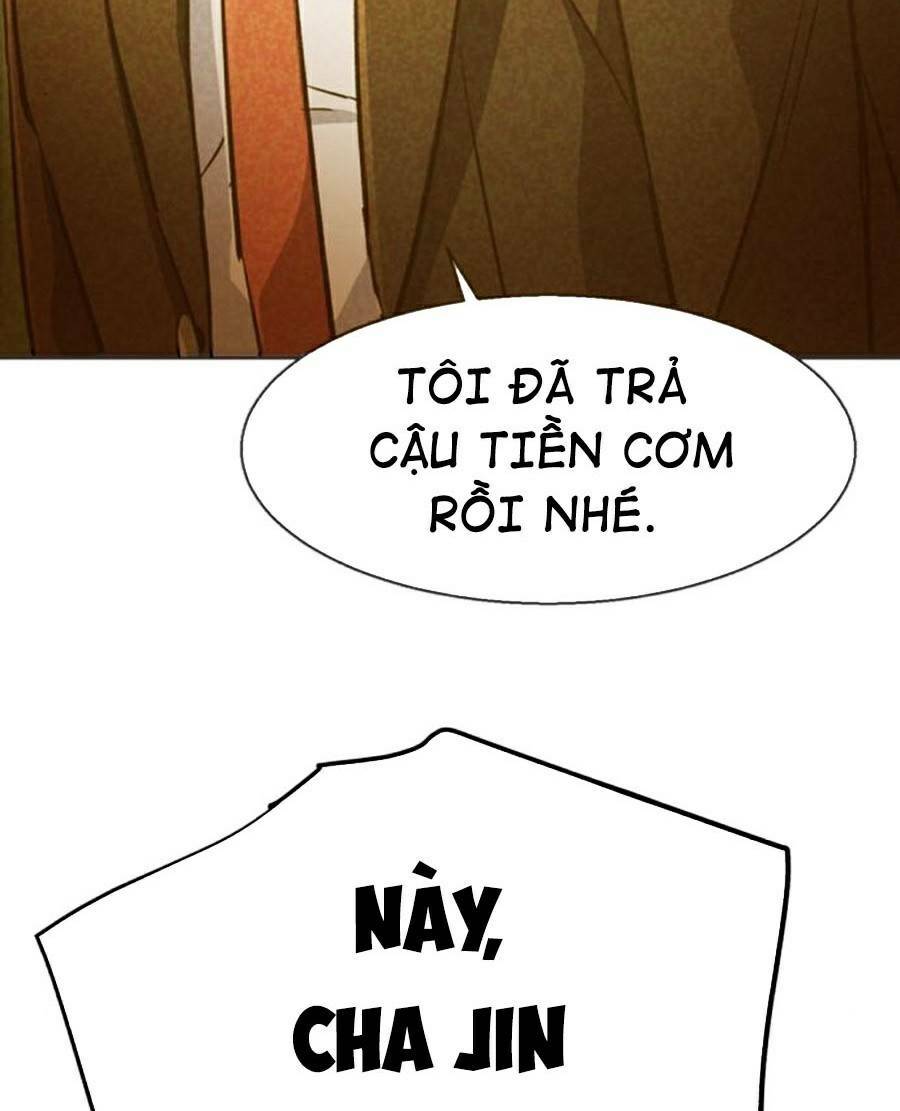 TÔI ĐÃ TRẢ
CẬU TIỀN CƠM
RỒI NHÉ.
NÀY,
CHA JIN